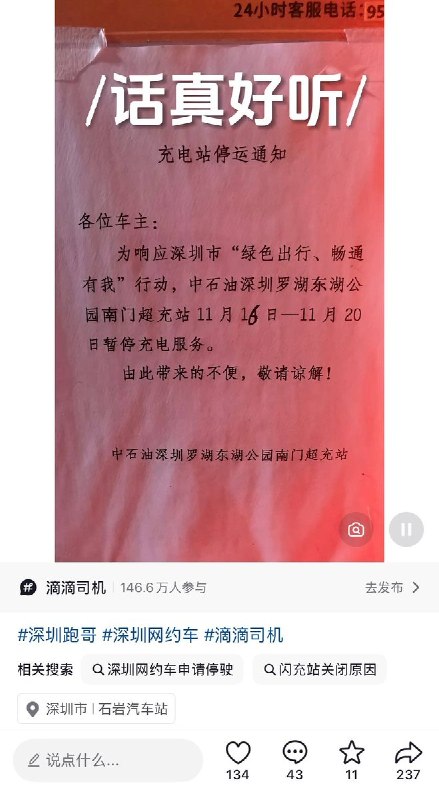 24小时客服电话:95
/话真好听/
充电站停运通知
各位车主:
为响应深圳市“绿色出行、畅通
有我”行动,中石油深圳罗湖东湖公
园南门超充站11月16日—11月20
日暂停充电服务。
由此带来的不便,敬请谅解!
中石油深圳罗湖东湖公园南门超充站
滴滴司机 | 146.6万人参与
去发布
#深圳跑哥 #深圳网约车 #滴滴司机
相关搜索 深圳网约车申请停驶 闪充站关闭原因
深圳市 | 石岩汽车站
说点什么... 134 43 11 237